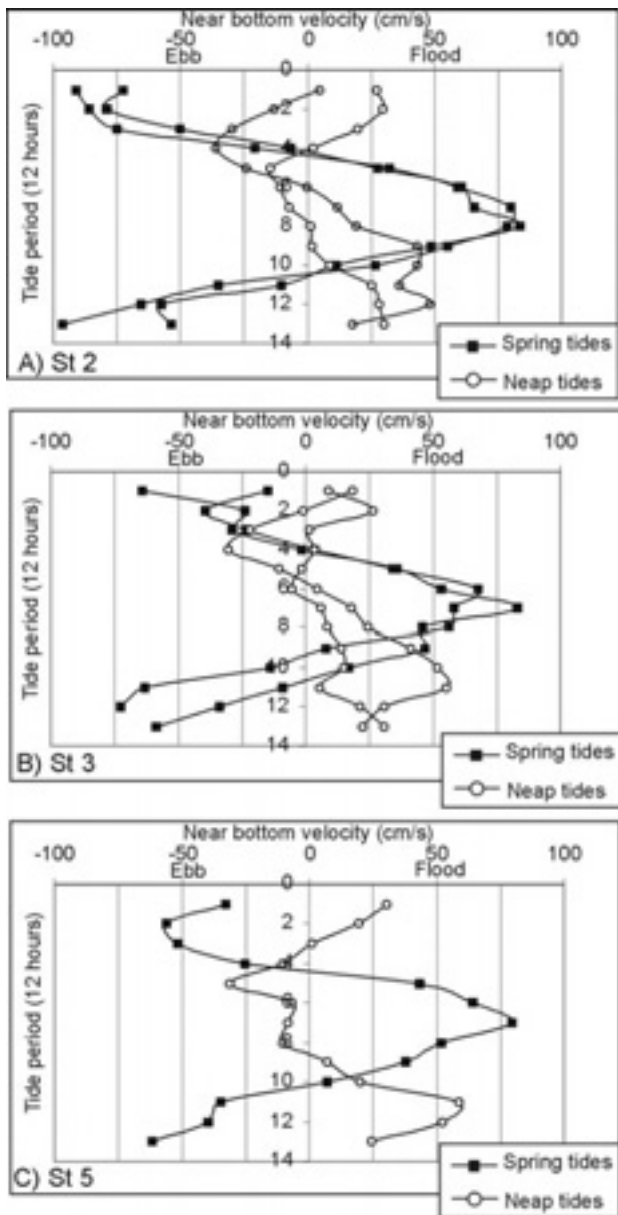 Near bottom velocity (cm/s)
-100 -50 0 50 100
Ebb Flood
0
2
4
6
8
10
12
14
Tide period (12 hours)
A) St 2
Spring tides
Neap tides
Near bottom velocity (cm/s)
-100 -50 0 50 100
Ebb Flood
0
2
4
6
8
10
12
14
Tide period (12 hours)
B) St 3
Spring tides
Neap tides
Near bottom velocity (cm/s)
-100 -50 0 50 100
Ebb Flood
0
2
4
6
8
10
12
14
Tide period (12 hours)
C) St 5
Spring tides
Neap tides